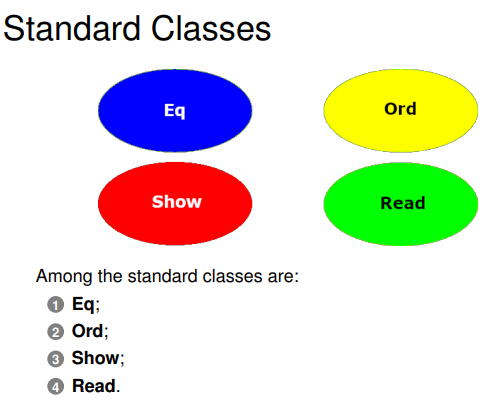 Standard Classes
Eq
Ord
Show
Read
Among the standard classes are:
1 Eq;
2 Ord;
3 Show;
4 Read.